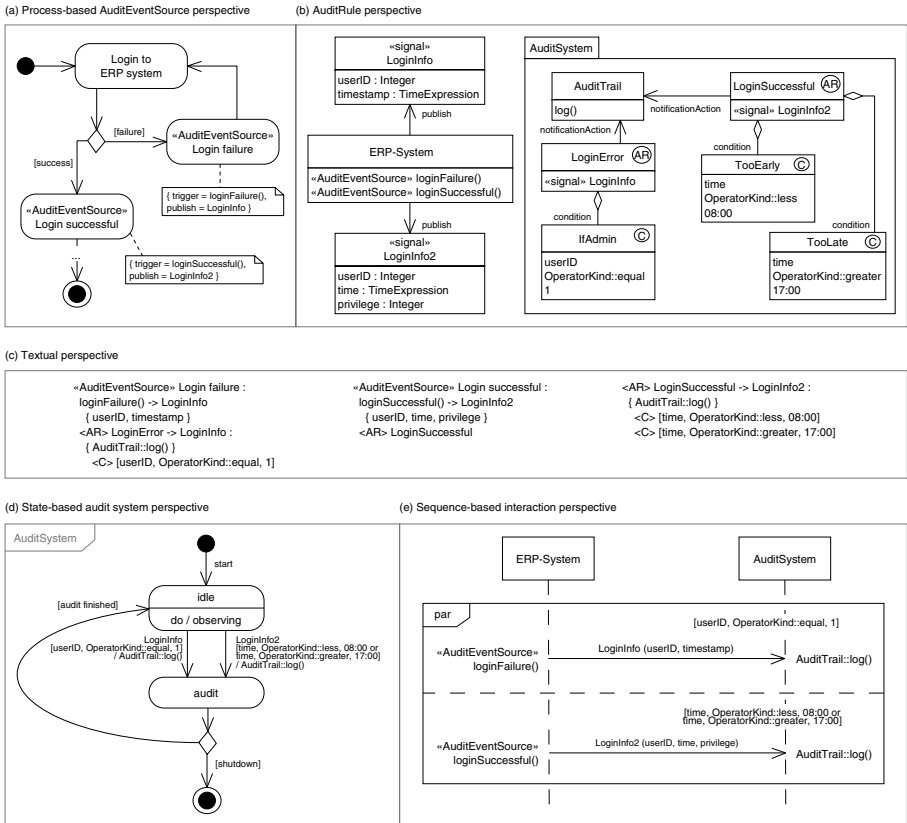 (a) Process-based AuditEventSource perspective
Login to
ERP system
[failure]
[success]
«AuditEventSource»
Login failure
{ trigger = loginFailure(),
publish = LoginInfo }
«AuditEventSource»
Login successful
...
{ trigger = loginSuccessful(),
publish = LoginInfo2 }
(b) AuditRule perspective
«signal»
LoginInfo
userID : Integer
timestamp : TimeExpression
publish
ERP-System
«AuditEventSource» loginFailure()
«AuditEventSource» loginSuccessful()
publish
«signal»
LoginInfo2
userID : Integer
time : TimeExpression
privilege : Integer
AuditSystem
AuditTrail
log()
notificationAction
LoginSuccessful AR
«signal» LoginInfo2
notificationAction
LoginError AR
«signal» LoginInfo
condition
TooEarly C
time
OperatorKind::less
08:00
condition
IfAdmin C
userID
OperatorKind::equal
1
condition
TooLate C
time
OperatorKind::greater
17:00
(c) Textual perspective
«AuditEventSource» Login failure :
loginFailure() -> LoginInfo
{ userID, timestamp }
<AR> LoginError -> LoginInfo :
{ AuditTrail::log() }
<C> [userID, OperatorKind::equal, 1]
«AuditEventSource» Login successful :
loginSuccessful() -> LoginInfo2
{ userID, time, privilege }
<AR> LoginSuccessful
<AR> LoginSuccessful -> LoginInfo2 :
{ AuditTrail::log() }
<C> [time, OperatorKind::less, 08:00]
<C> [time, OperatorKind::greater, 17:00]
(d) State-based audit system perspective
AuditSystem
start
idle
do / observing
[audit finished]
LoginInfo
[userID, OperatorKind::equal, 1]
/ AuditTrail::log()
LoginInfo2
[time, OperatorKind::less, 08:00 or
time, OperatorKind::greater, 17:00]
/ AuditTrail::log()
audit
[shutdown]
(e) Sequence-based interaction perspective
ERP-System
AuditSystem
par
[userID, OperatorKind::equal, 1]
«AuditEventSource»
loginFailure()
LoginInfo (userID, timestamp)
AuditTrail::log()
[time, OperatorKind::less, 08:00 or
time, OperatorKind::greater, 17:00]
«AuditEventSource»
loginSuccessful()
LoginInfo2 (userID, time, privilege)
AuditTrail::log()